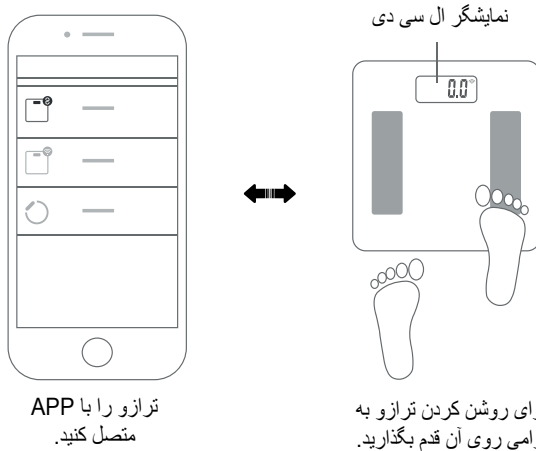 نمایشگر ال سی دی
0.0
ترازو را با APP
متصل کنید.
روشن کردن ترازو به
روی آن قدم بگذارید.